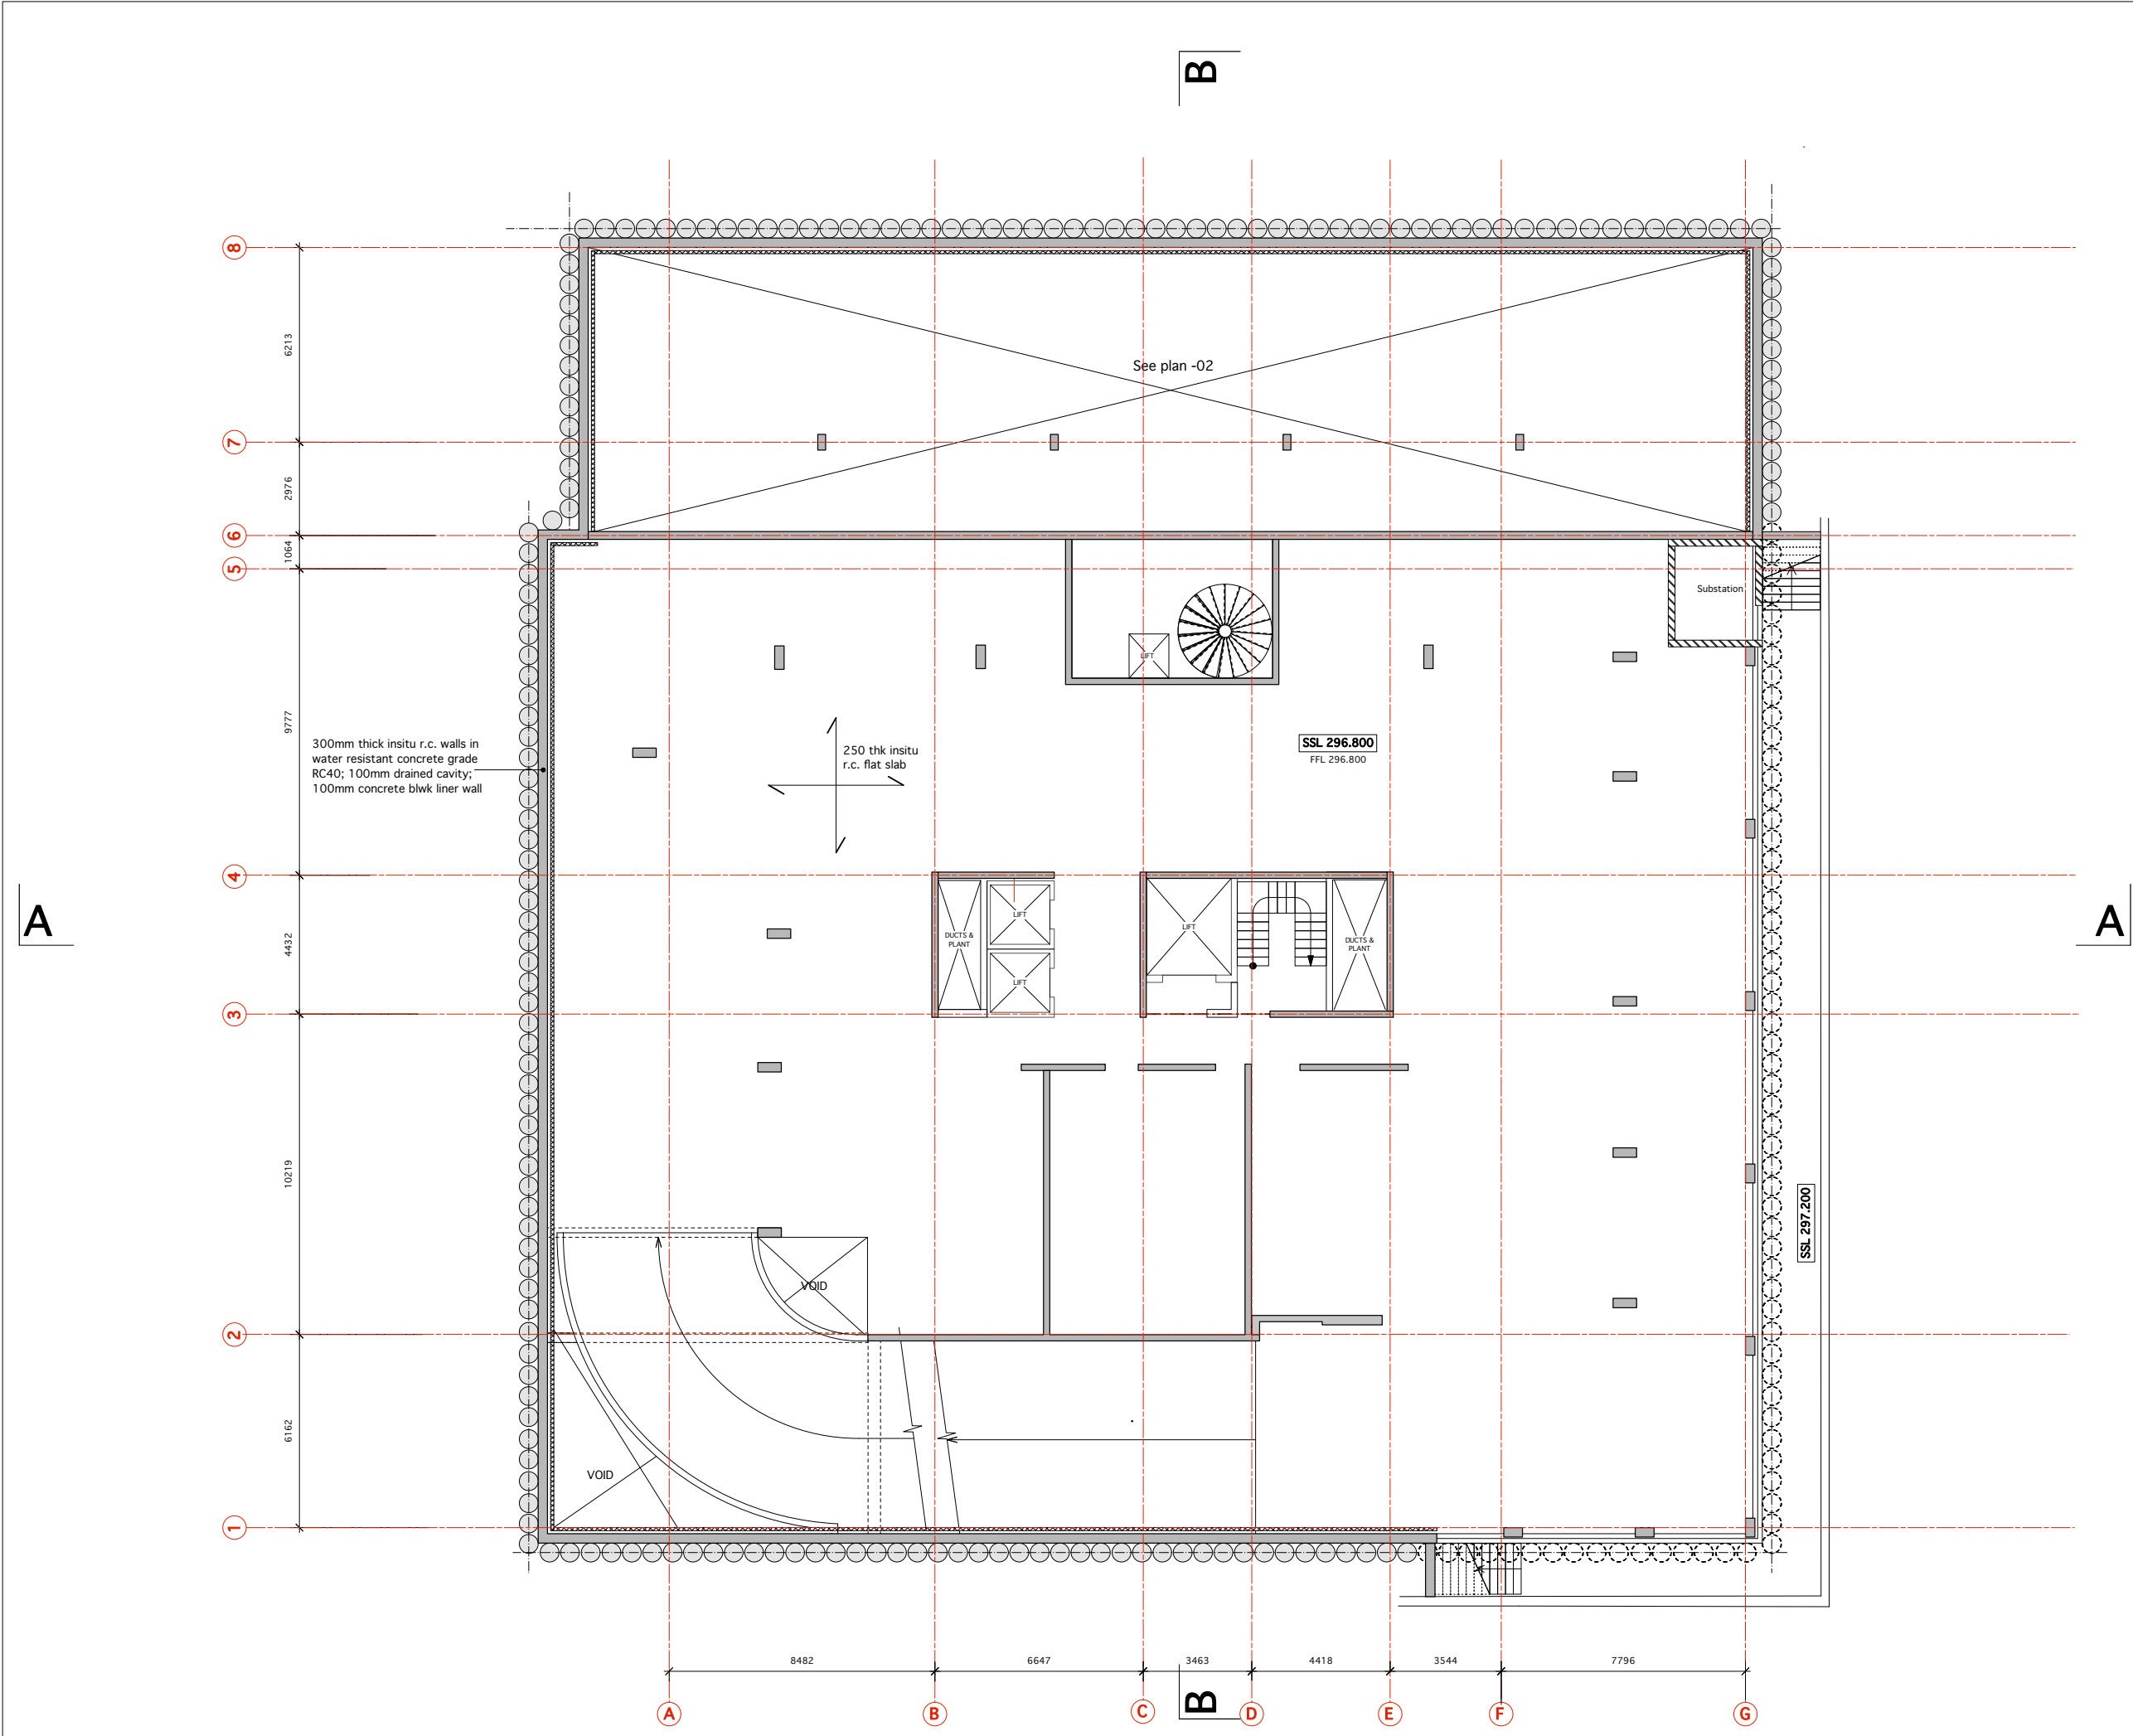 B
8
6213
See plan -02
7
2976
6
1064
5
Substation
LIFT
9777
300mm thick insitu r.c. walls in
water resistant concrete grade
RC40; 100mm drained cavity;
100mm concrete blwk liner wall
250 thk insitu
r.c. flat slab
SSL 296.800
FFL 296.800
4
A
A
4432
DUCTS &
PLANT
LIFT
LIFT
LIFT
DUCTS &
PLANT
3
10219
SSL 297.200
VOID
2
6162
VOID
1
8482
6647
3463
4418
3544
7796
A
B
C
B
D
E
F
G